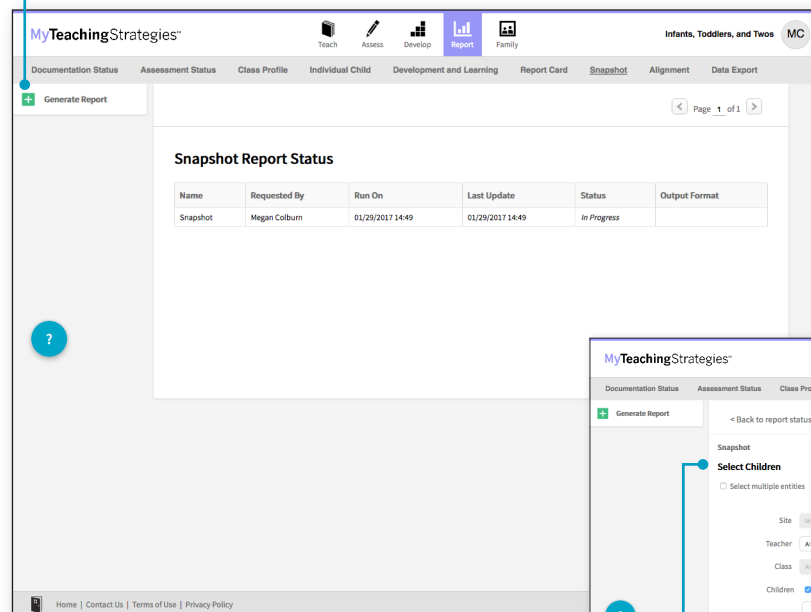 MyTeachingStrategies™
Teach Assess Develop Report Family
Infants, Toddlers, and Twos MC
Documentation Status Assessment Status Class Profile Individual Child Development and Learning Report Card Snapshot Alignment Data Export
Generate Report
Page 1 of 1
Snapshot Report Status
Name Requested By Run On Last Update Status Output Format
Snapshot Megan Colburn 01/29/2017 14:49 01/29/2017 14:49 In Progress
?
MyTeachingStrategies™
Documentation Status Assessment Status Class
Generate Report
< Back to report status
Snapshot
Select Children
Select multiple entities
Site
Teacher
Class
Children
Home | Contact Us | Terms of Use | Privacy Policy